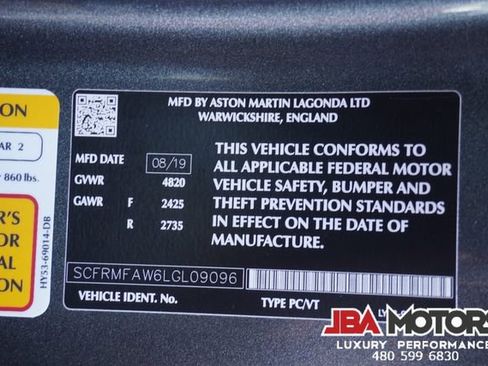 ON
AR 2
860 lbs.
R'S
OR
AL
ION
HY53-69014-DB
MFD BY ASTON MARTIN LAGONDA LTD
WARWICKSHIRE, ENGLAND
MFD DATE 08/19
GVWR 4820
GAWR F 2425
R 2735
THIS VEHICLE CONFORMS TO
ALL APPLICABLE FEDERAL MOTOR
VEHICLE SAFETY, BUMPER AND
THEFT PREVENTION STANDARDS
IN EFFECT ON THE DATE OF
MANUFACTURE.
SCFRMFAW6LGL09096
VEHICLE IDENT. No. TYPE PC/VT
JBA MOTORS
LUXURY PERFORMANCE
480 599 6830